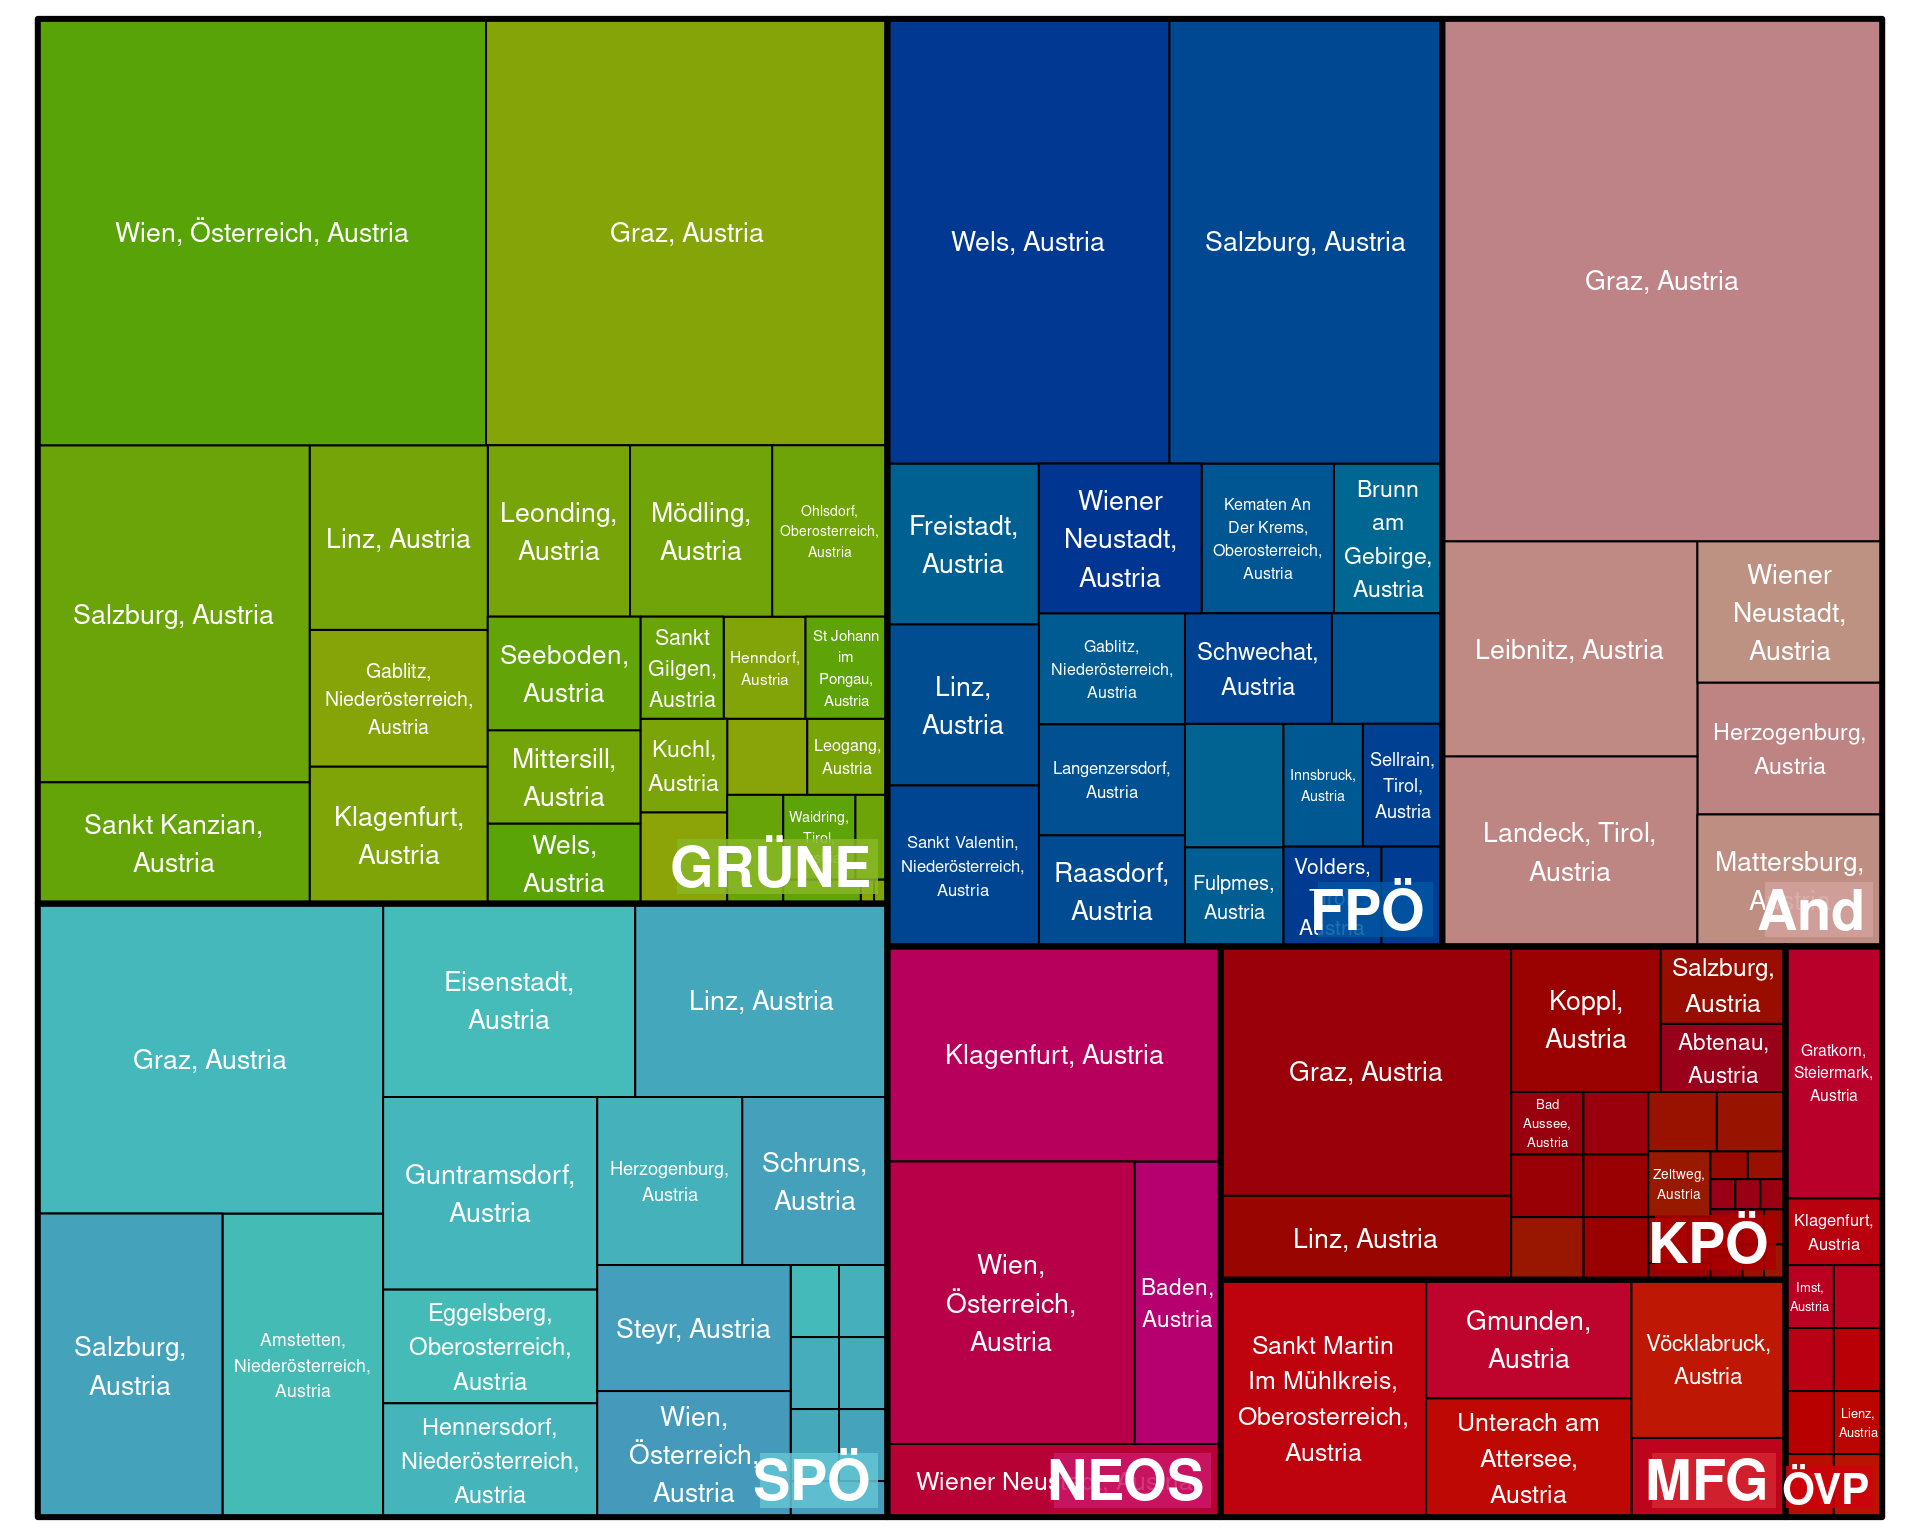 Wien, Österreich, Austria
Graz, Austria
Salzburg, Austria
Linz, Austria
Leonding,
Austria
Mödling,
Austria
Ohlsdorf,
Oberosterreich,
Austria
Gablitz,
Niederösterreich,
Austria
Seeboden,
Austria
Sankt
Gilgen,
Austria
Henndorf,
Austria
St Johann
im
Pongau,
Austria
Mittersill,
Austria
Kuchl,
Austria
Leogang,
Austria
Sankt Kanzian,
Austria
Klagenfurt,
Austria
Wels,
Austria
Waidring,
Tirol,
GRÜNE
Wels, Austria
Salzburg, Austria
Freistadt,
Austria
Wiener
Neustadt,
Austria
Kematen An
Der Krems,
Oberosterreich,
Austria
Brunn
am
Gebirge,
Austria
Linz,
Austria
Gablitz,
Niederösterreich,
Austria
Schwechat,
Austria
Langenzersdorf,
Austria
Innsbruck,
Austria
Sellrain,
Tirol,
Austria
Sankt Valentin,
Niederösterreich,
Austria
Raasdorf,
Austria
Fulpmes,
Austria
Volders,
Austria
FPÖ
Graz, Austria
Leibnitz, Austria
Wiener
Neustadt,
Austria
Herzogenburg,
Austria
Landeck, Tirol,
Austria
Mattersburg,
And
Graz, Austria
Eisenstadt,
Austria
Linz, Austria
Guntramsdorf,
Austria
Herzogenburg,
Austria
Schruns,
Austria
Salzburg,
Austria
Amstetten,
Niederösterreich,
Austria
Eggelsberg,
Oberosterreich,
Austria
Steyr, Austria
Hennersdorf,
Niederösterreich,
Austria
Wien,
Österreich,
Austria
SPÖ
Klagenfurt, Austria
Wien,
Österreich,
Austria
Baden,
Austria
Wiener Neustadt, Austria
NEOS
Graz, Austria
Koppl,
Austria
Salzburg,
Austria
Abtenau,
Austria
Bad
Aussee,
Austria
Zeltweg,
Austria
Linz, Austria
KPÖ
Sankt Martin
Im Mühlkreis,
Oberosterreich,
Austria
Gmunden,
Austria
Vöcklabruck,
Austria
Unterach am
Attersee,
Austria
MFG
Gratkorn,
Steiermark,
Austria
Klagenfurt,
Austria
Imst,
Austria
Lienz,
Austria
ÖVP